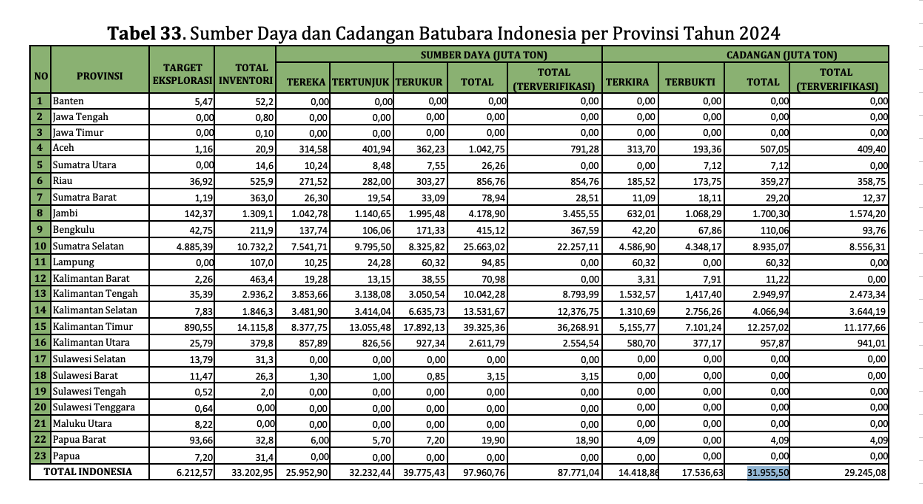 Tabel 33. Sumber Daya dan Cadangan Batubara Indonesia per Provinsi Tahun 2024
NO PROVINSI TARGET EKSPLORASI TOTAL INVENTORI SUMBER DAYA (JUTA TON) CADANGAN (JUTA TON)
TEREKA TERTUNJUK TERUKUR TOTAL TOTAL (TERVERIFIKASI) TERKIRA TERBUKTI TOTAL TOTAL (TERVERIFIKASI)
1 Banten 5,47 52,2 0,00 0,00 0,00 0,00 0,00 0,00 0,00 0,00 0,00
2 Jawa Tengah 0,00 0,80 0,00 0,00 0,00 0,00 0,00 0,00 0,00 0,00 0,00
3 Jawa Timur 0,00 0,10 0,00 0,00 0,00 0,00 0,00 0,00 0,00 0,00 0,00
4 Aceh 1,16 20,9 314,58 401,94 362,23 1.042,75 791,28 313,70 193,36 507,05 409,40
5 Sumatra Utara 0,00 14,6 10,24 8,48 7,55 26,26 0,00 0,00 7,12 7,12 0,00
6 Riau 36,92 525,9 271,52 282,00 303,27 856,76 854,76 185,52 173,75 359,27 358,75
7 Sumatra Barat 1,19 363,0 26,30 19,54 33,09 78,94 28,51 11,09 18,11 29,20 12,37
8 Jambi 142,37 1.309,1 1.042,78 1.140,65 1.995,48 4.178,90 3.455,55 632,01 1.068,29 1.700,30 1.574,20
9 Bengkulu 42,75 211,9 137,74 106,06 171,33 415,12 367,59 42,20 67,86 110,06 93,76
10 Sumatra Selatan 4.885,39 10.732,2 7.541,71 9.795,50 8.325,82 25.663,02 22.257,11 4.586,90 4.348,17 8.935,07 8.556,31
11 Lampung 0,00 107,0 10,25 24,28 60,32 94,85 0,00 60,32 0,00 60,32 0,00
12 Kalimantan Barat 2,26 463,4 19,28 13,15 38,55 70,98 0,00 3,31 7,91 11,22 0,00
13 Kalimantan Tengah 35,39 2.936,2 3.853,66 3.138,08 3.050,54 10.042,28 8.793,99 1.532,57 1,417,40 2.949,97 2.473,34
14 Kalimantan Selatan 7,83 1.846,3 3.481,90 3.414,04 6.635,73 13.531,67 12,376,75 1.310,69 2.756,26 4.066,94 3.644,19
15 Kalimantan Timur 890,55 14.115,8 8.377,75 13.055,48 17.892,13 39.325,36 36,268.91 5,155,77 7.101,24 12.257,02 11.177,66
16 Kalimantan Utara 25,79 379,8 857,89 826,56 927,34 2.611,79 2.554,54 580,70 377,17 957,87 941,01
17 Sulawesi Selatan 13,79 31,3 0,00 0,00 0,00 0,00 0,00 0,00 0,00 0,00 0,00
18 Sulawesi Barat 11,47 26,3 1,30 1,00 0,85 3,15 3,15 0,00 0,00 0,00 0,00
19 Sulawesi Tengah 0,52 2,0 0,00 0,00 0,00 0,00 0,00 0,00 0,00 0,00 0,00
20 Sulawesi Tenggara 0,64 0,00 0,00 0,00 0,00 0,00 0,00 0,00 0,00 0,00 0,00
21 Maluku Utara 8,22 0,00 0,00 0,00 0,00 0,00 0,00 0,00 0,00 0,00 0,00
22 Papua Barat 93,66 32,8 6,00 5,70 7,20 19,90 18,90 4,09 0,00 4,09 4,09
23 Papua 7,20 31,4 0,00 0,00 0,00 0,00 0,00 0,00 0,00 0,00 0,00
TOTAL INDONESIA 6.212,57 33.202,95 25.952,90 32.232,44 39.775,43 97.960,76 87.771,04 14.418,86 17.536,63 31.955,50 29.245,08